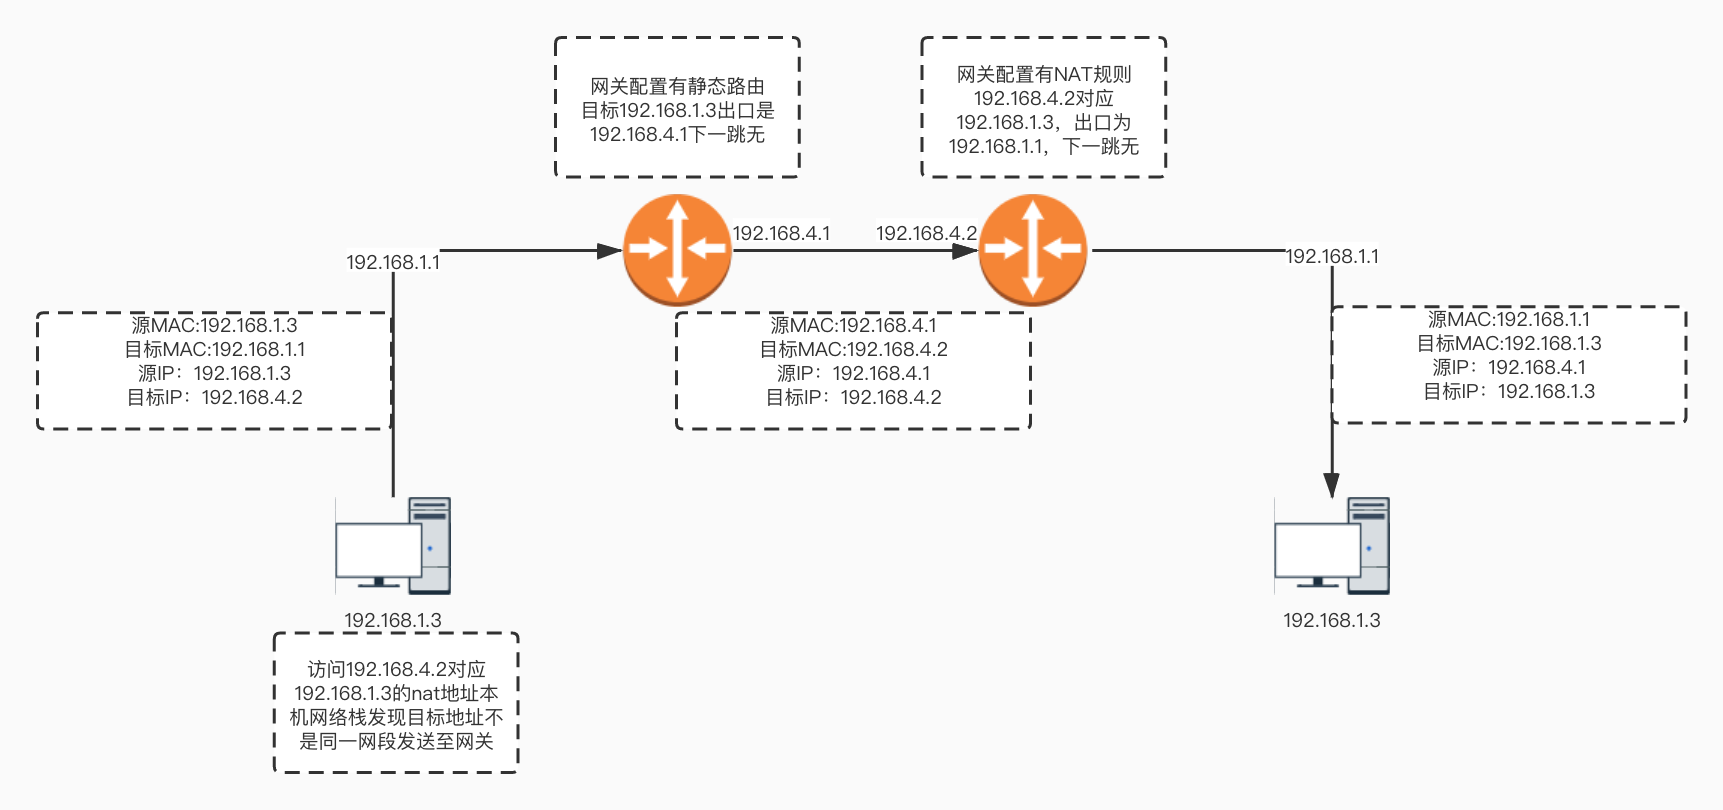 网关配置有静态路由
目标192.168.1.3出口是
192.168.4.1下一跳无
网关配置有NAT规则
192.168.4.2对应
192.168.1.3，出口为
192.168.1.1，下一跳无
192.168.1.1
192.168.4.1
192.168.4.2
192.168.1.1
源MAC:192.168.1.3
目标MAC:192.168.1.1
源IP：192.168.1.3
目标IP：192.168.4.2
源MAC:192.168.4.1
目标MAC:192.168.4.2
源IP：192.168.4.1
目标IP：192.168.4.2
源MAC:192.168.1.1
目标MAC:192.168.1.3
源IP：192.168.4.1
目标IP：192.168.1.3
192.168.1.3
访问192.168.4.2对应
192.168.1.3的nat地址本
机网络栈发现目标地址不
是同一网段发送至网关
192.168.1.3